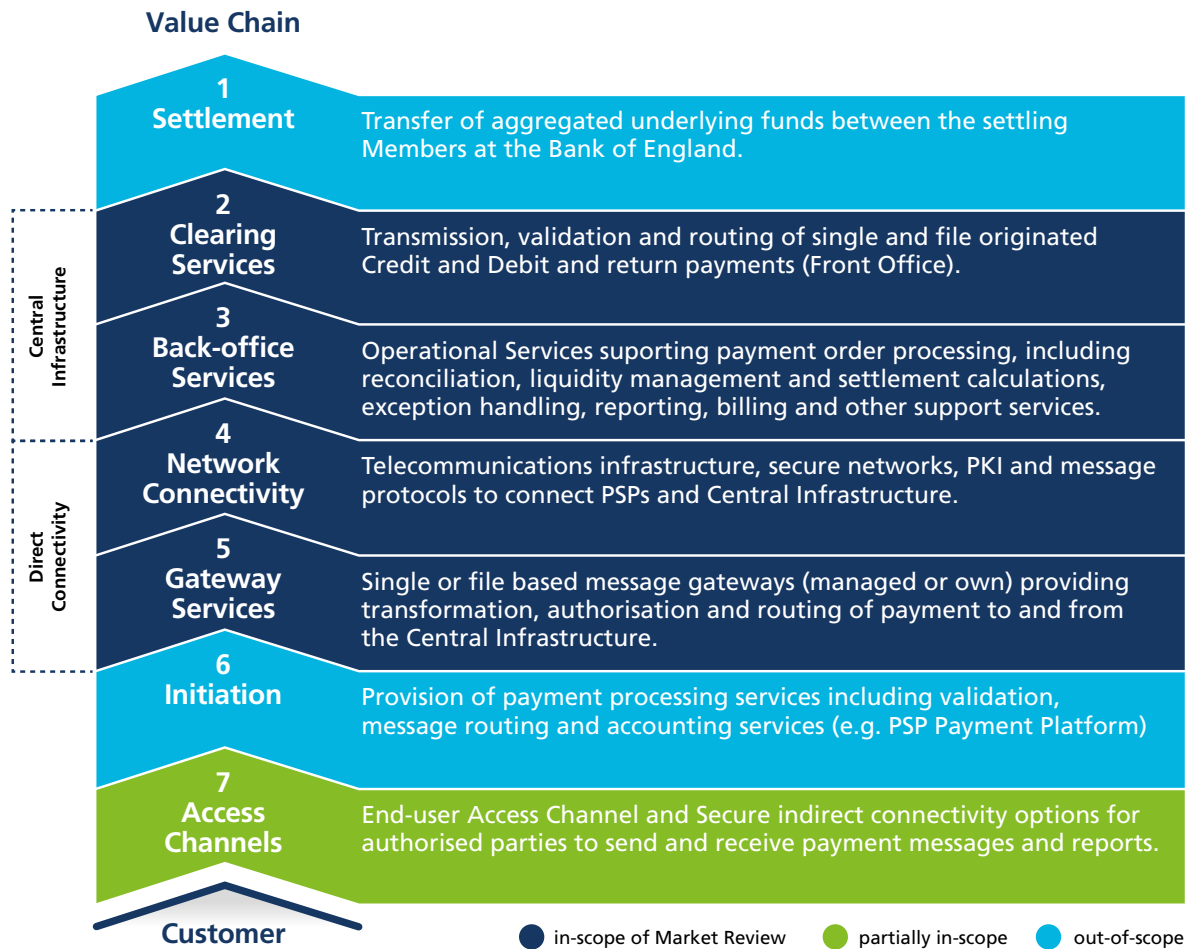 Value Chain
1
Settlement
Transfer of aggregated underlying funds between the settling
Members at the Bank of England.
Central
Infrastructure
2
Clearing
Services
Transmission, validation and routing of single and file originated
Credit and Debit and return payments (Front Office).
3
Back-office
Services
Operational Services suporting payment order processing, including
reconciliation, liquidity management and settlement calculations,
exception handling, reporting, billing and other support services.
Direct
Connectivity
4
Network
Connectivity
Telecommunications infrastructure, secure networks, PKI and message
protocols to connect PSPs and Central Infrastructure.
5
Gateway
Services
Single or file based message gateways (managed or own) providing
transformation, authorisation and routing of payment to and from
the Central Infrastructure.
6
Initiation
Provision of payment processing services including validation,
message routing and accounting services (e.g. PSP Payment Platform)
7
Access
Channels
End-user Access Channel and Secure indirect connectivity options for
authorised parties to send and receive payment messages and reports.
Customer
in-scope of Market Review
partially in-scope
out-of-scope